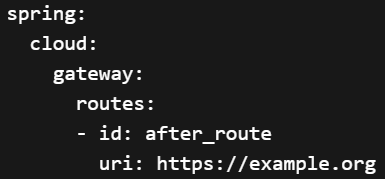 spring:
  cloud:
    gateway:
      routes:
      - id: after_route
        uri: https://example.org